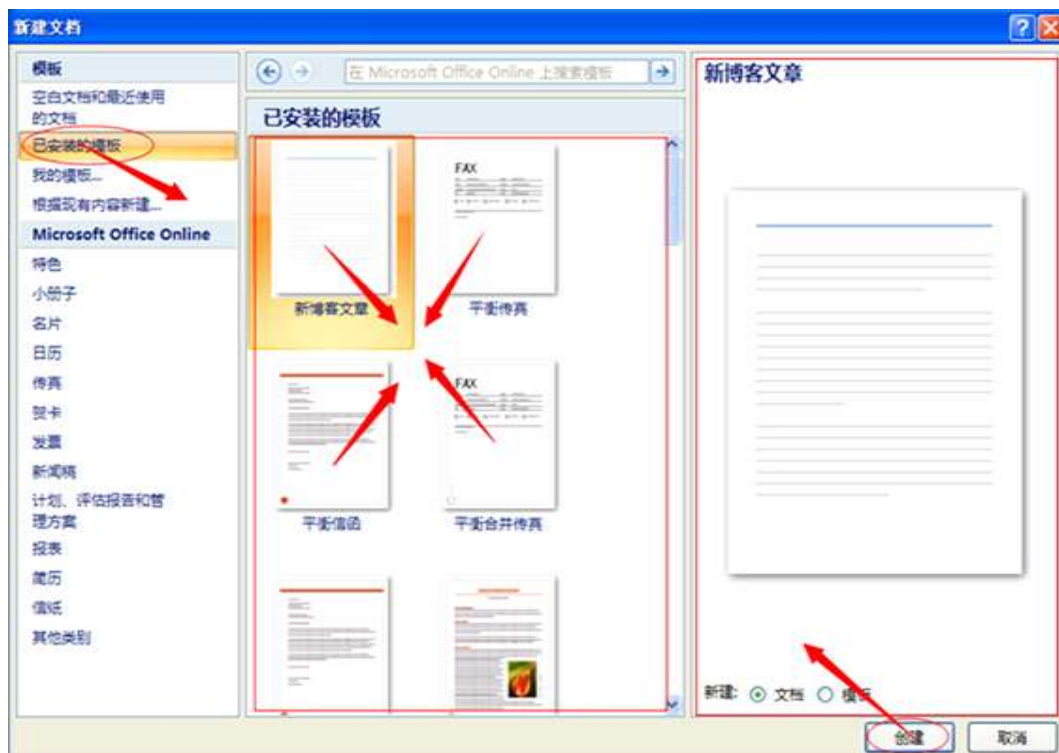 新建文档
模板
空白文档和最近使用
的文档
已安装的模板
我的模板...
根据现有内容新建...
Microsoft Office Online
特色
小册子
名片
日历
传真
贺卡
发票
新闻稿
计划、评估报告和管
理方案
报表
简历
信纸
其他类别
在 Microsoft Office Online 上搜索模板
已安装的模板
FAX
新博客文章
平衡传真
FAX
平衡信函
平衡合并传真
新博客文章
新建: 文档 模板
创建 取消